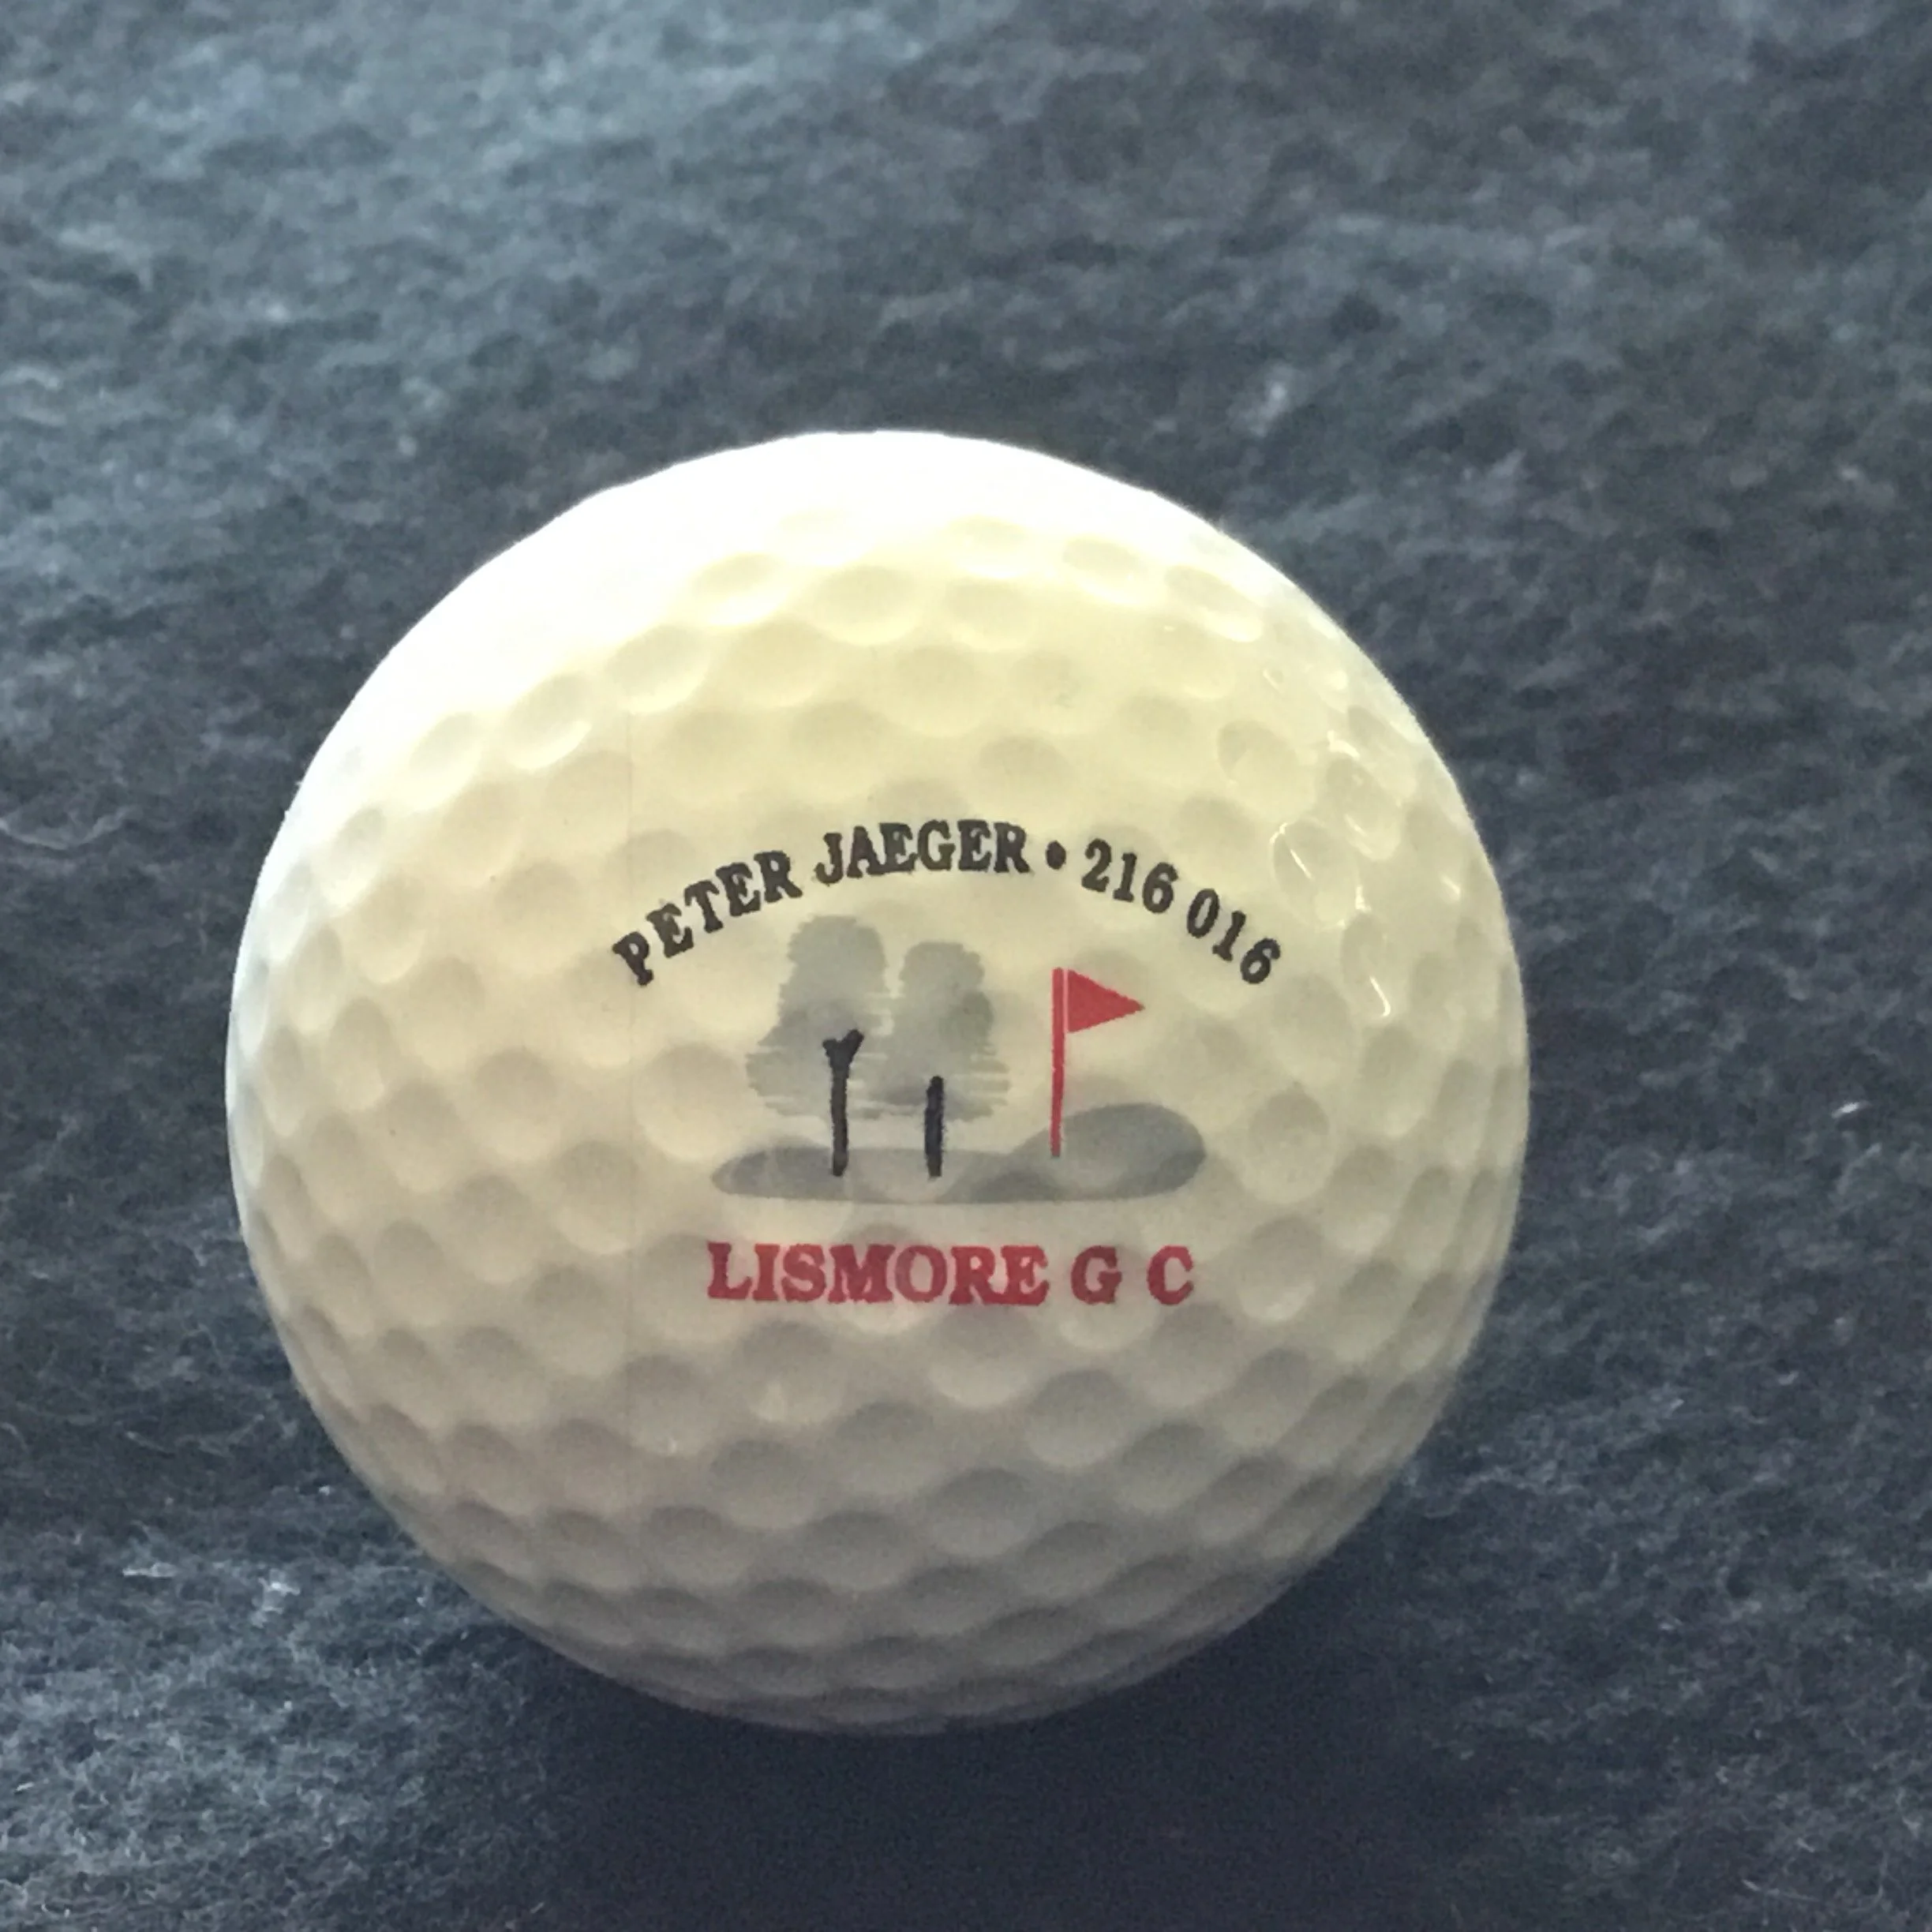 PETER JAEGER • 216 016
LISMORE G C